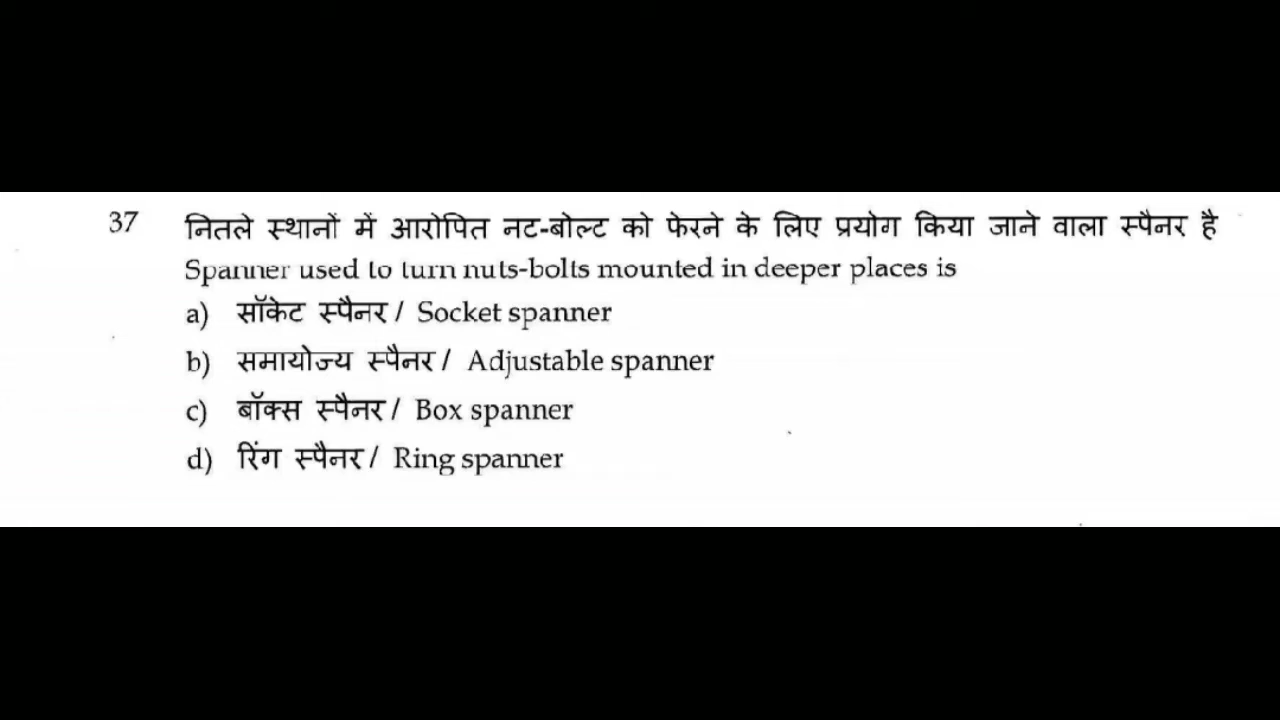 37 नितले स्थानों में आरोपित नट-बोल्ट को फेरने के लिए प्रयोग किया जाने वाला स्पैनर है
Spanner used to turn nuts-bolts mounted in deeper places is
a) सॉकेट स्पैनर / Socket spanner
b) समायोज्य स्पैनर / Adjustable spanner
c) बॉक्स स्पैनर / Box spanner
d) रिंग स्पैनर / Ring spanner